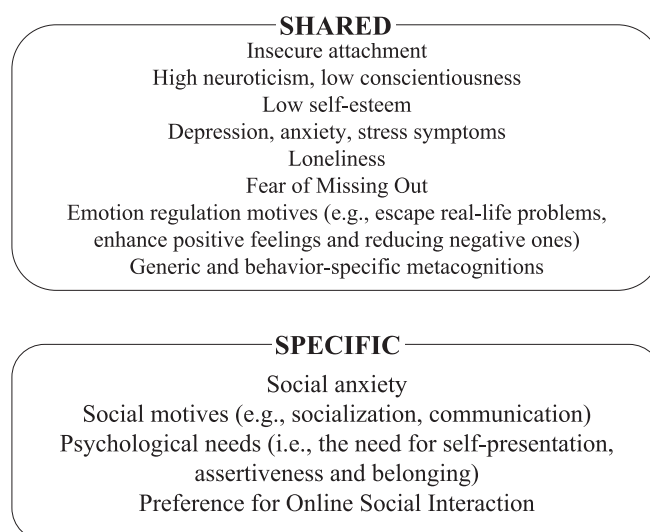 SHARED
Insecure attachment
High neuroticism, low conscientiousness
Low self-esteem
Depression, anxiety, stress symptoms
Loneliness
Fear of Missing Out
Emotion regulation motives (e.g., escape real-life problems,
enhance positive feelings and reducing negative ones)
Generic and behavior-specific metacognitions
SPECIFIC
Social anxiety
Social motives (e.g., socialization, communication)
Psychological needs (i.e., the need for self-presentation,
assertiveness and belonging)
Preference for Online Social Interaction